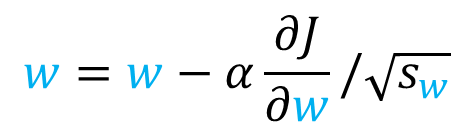 w = w − α ∂J/∂w /√s_w